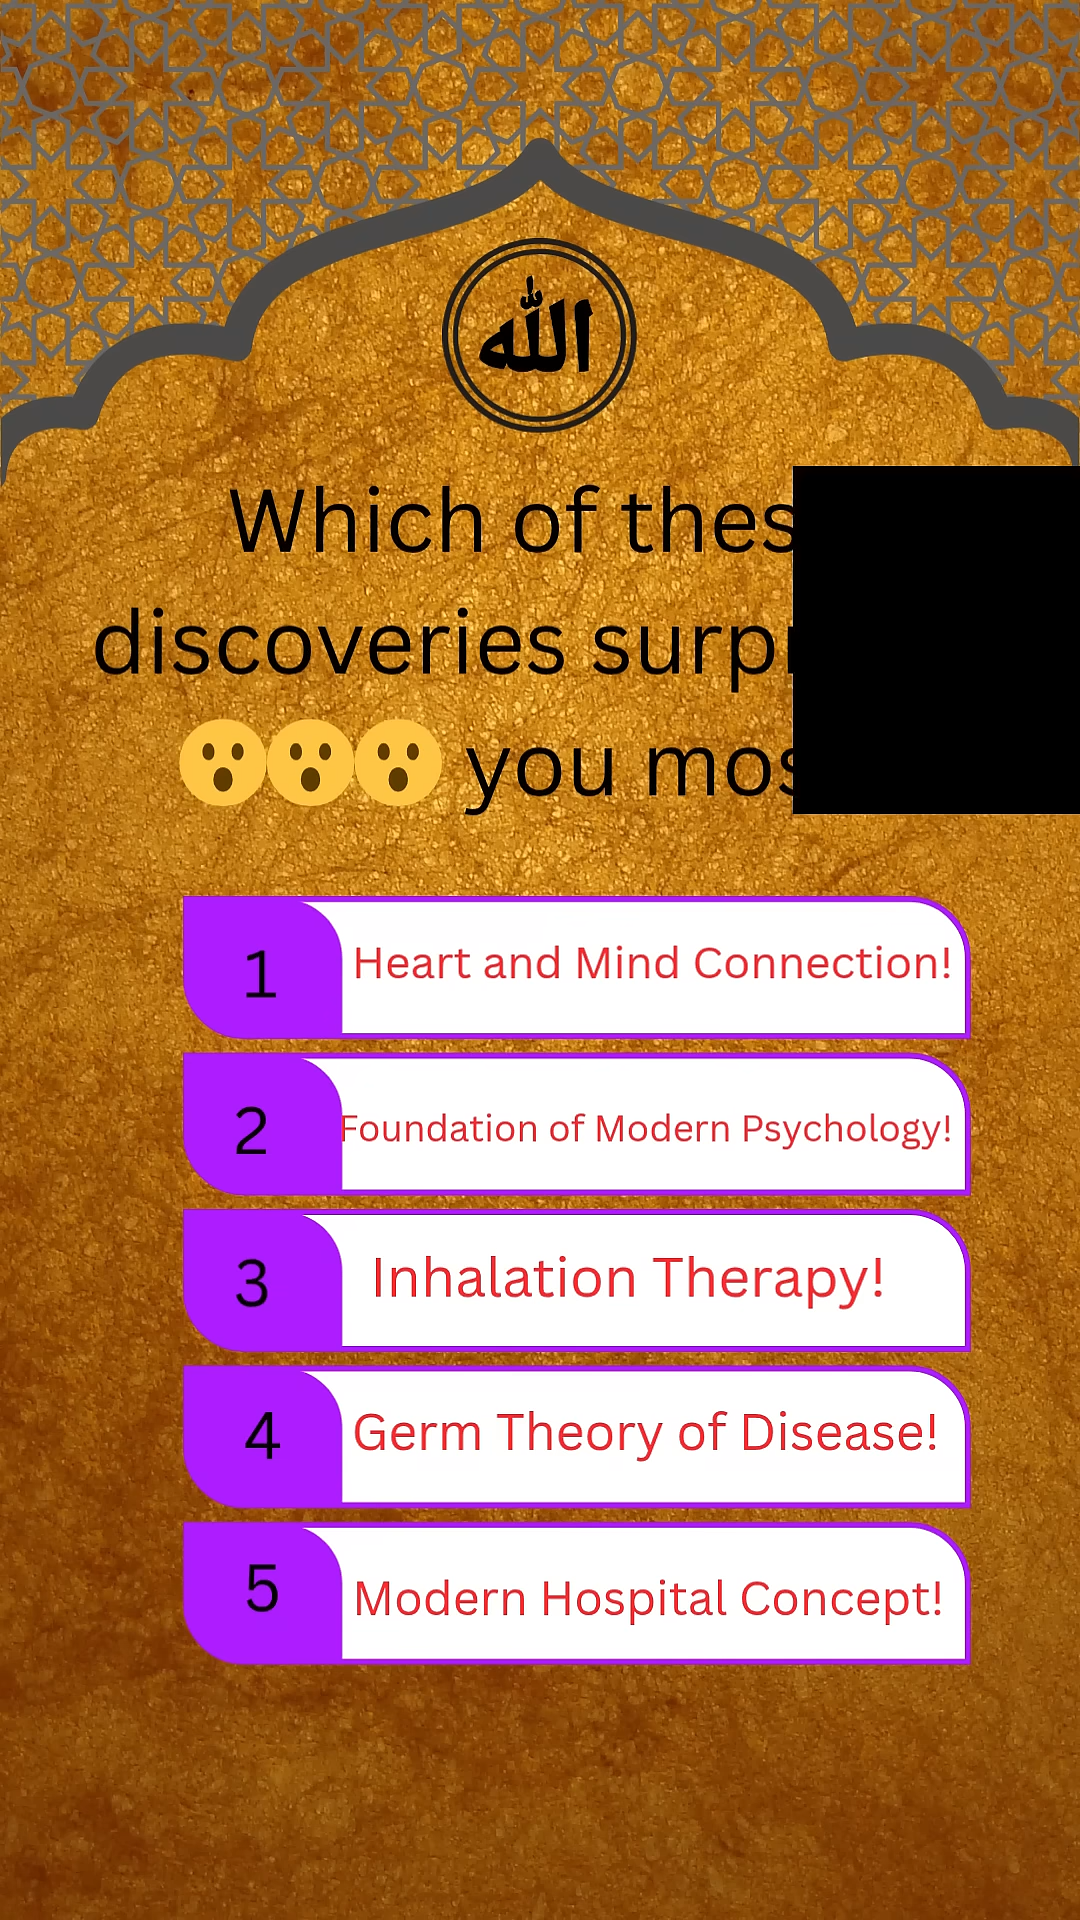 الله
Which of thes
discoveries surp
😮😮😮 you mos
1 Heart and Mind Connection!
2 Foundation of Modern Psychology!
3 Inhalation Therapy!
4 Germ Theory of Disease!
5 Modern Hospital Concept!